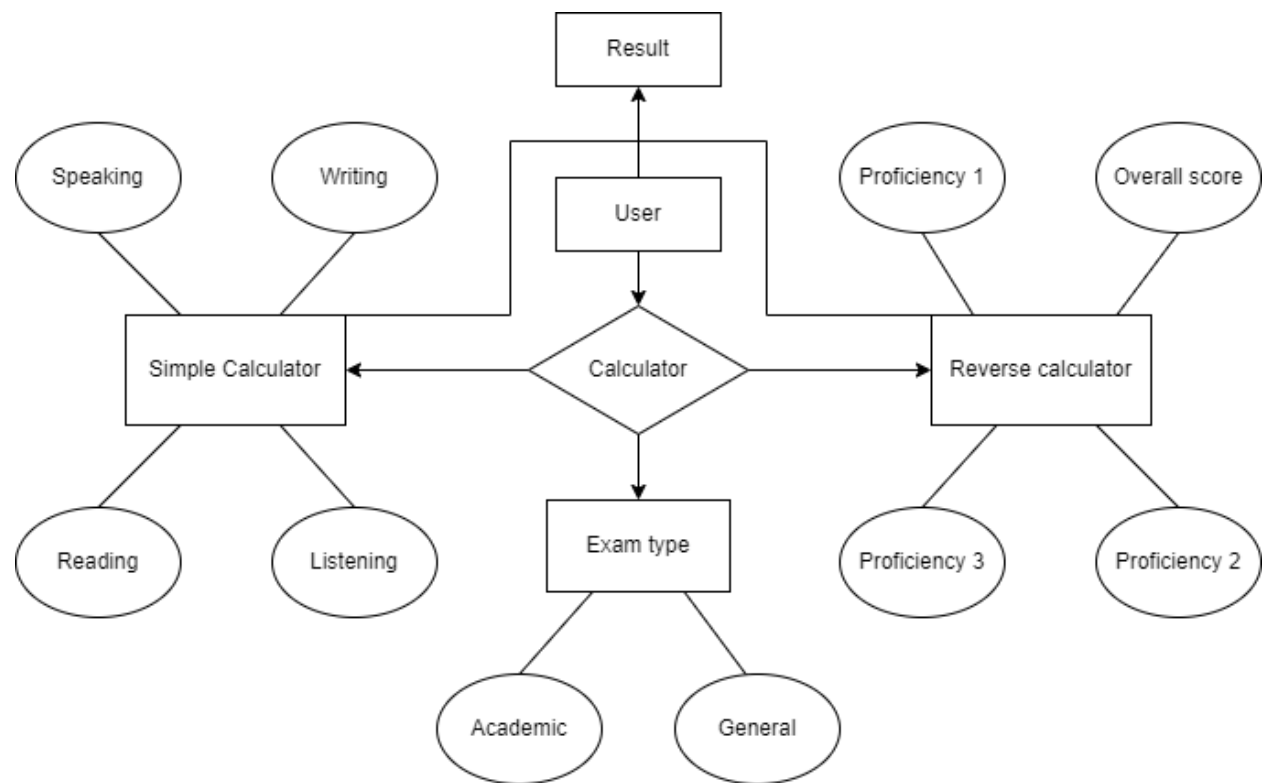 Result
Speaking
Writing
Proficiency 1
Overall score
User
Simple Calculator
Calculator
Reverse calculator
Reading
Listening
Exam type
Proficiency 3
Proficiency 2
Academic
General